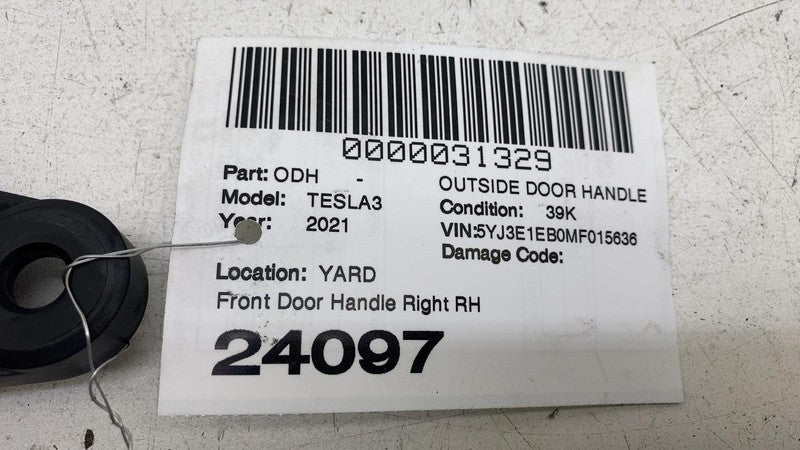 0000031329
Part: ODH - OUTSIDE DOOR HANDLE
Model: TESLA3 Condition: 39K
Year: 2021 VIN:5YJ3E1EB0MF015636
Damage Code:
Location: YARD
Front Door Handle Right RH
24097